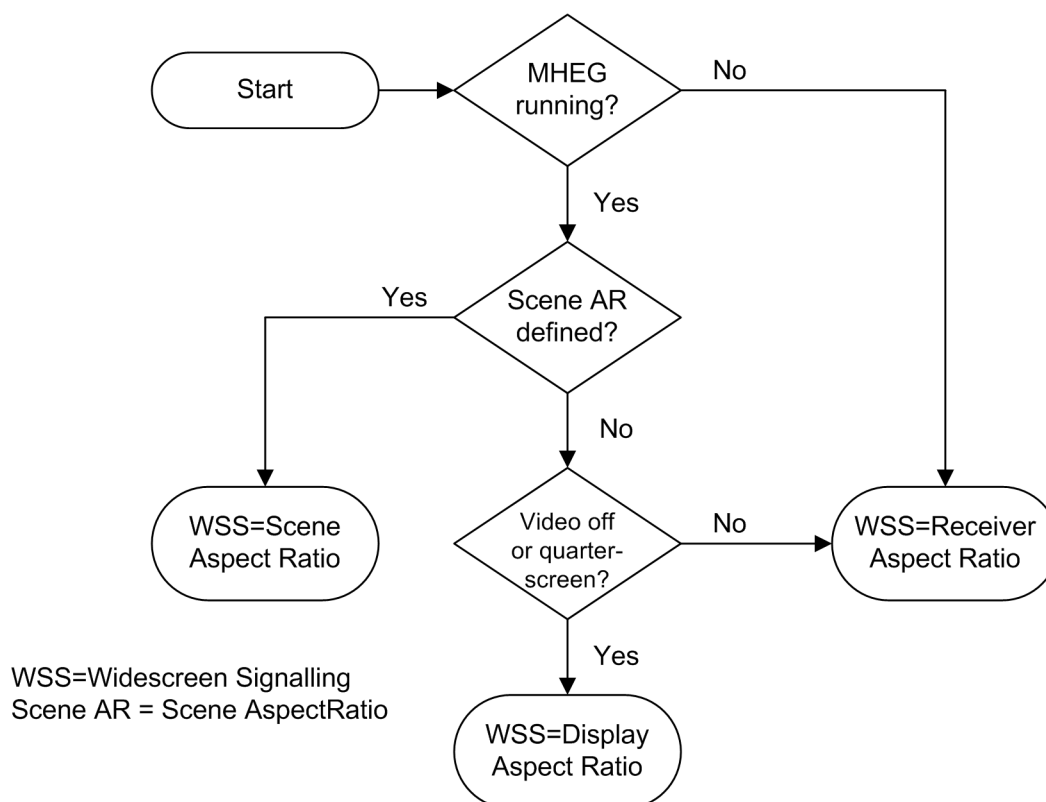 Start
MHEG
running?
No
Yes
Yes
Scene AR
defined?
No
WSS=Scene
Aspect Ratio
Video off
or quarter-
screen?
No
WSS=Receiver
Aspect Ratio
Yes
WSS=Widescreen Signalling
Scene AR = Scene AspectRatio
WSS=Display
Aspect Ratio